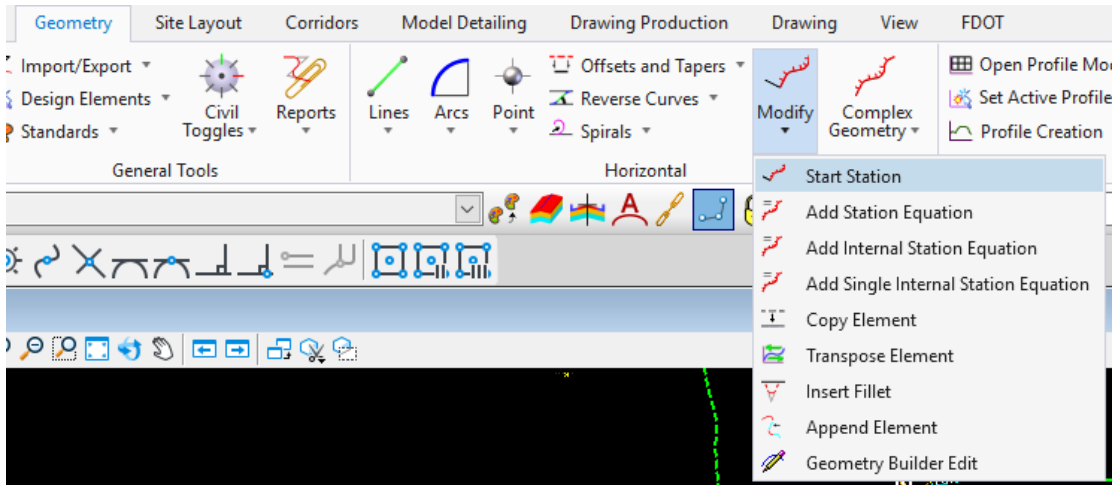 Geometry Site Layout Corridors Model Detailing Drawing Production Drawing View FDOT
Import/Export
Design Elements
Standards
Civil
Toggles
Reports
General Tools
Lines
Arcs
Point
Offsets and Tapers
Reverse Curves
Spirals
Horizontal
Modify
Complex
Geometry
Open Profile Mo
Set Active Profile
Profile Creation
Start Station
Add Station Equation
Add Internal Station Equation
Add Single Internal Station Equation
Copy Element
Transpose Element
Insert Fillet
Append Element
Geometry Builder Edit